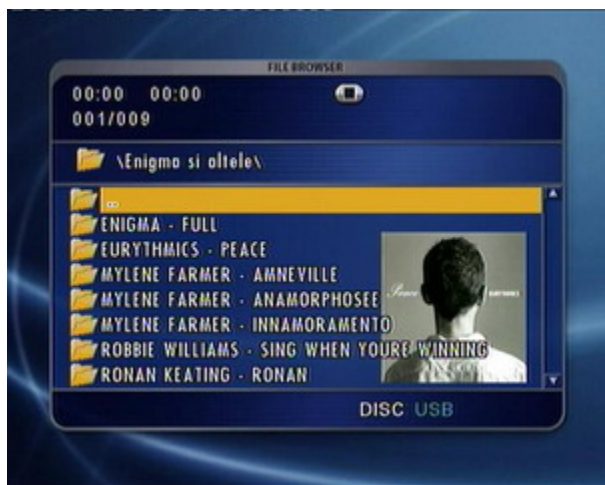 FILE BROWSER
00:00 00:00
001/009
\Enigma si altele\
..
ENIGMA - FULL
EURYTHMICS - PEACE
MYLENE FARMER - AMNEVILLE
MYLENE FARMER - ANAMORPHOSEE
MYLENE FARMER - INNAMORAMENTO
ROBBIE WILLIAMS - SING WHEN YOURE WINNING
RONAN KEATING - RONAN
Peace
EURYTHMICS
DISC USB